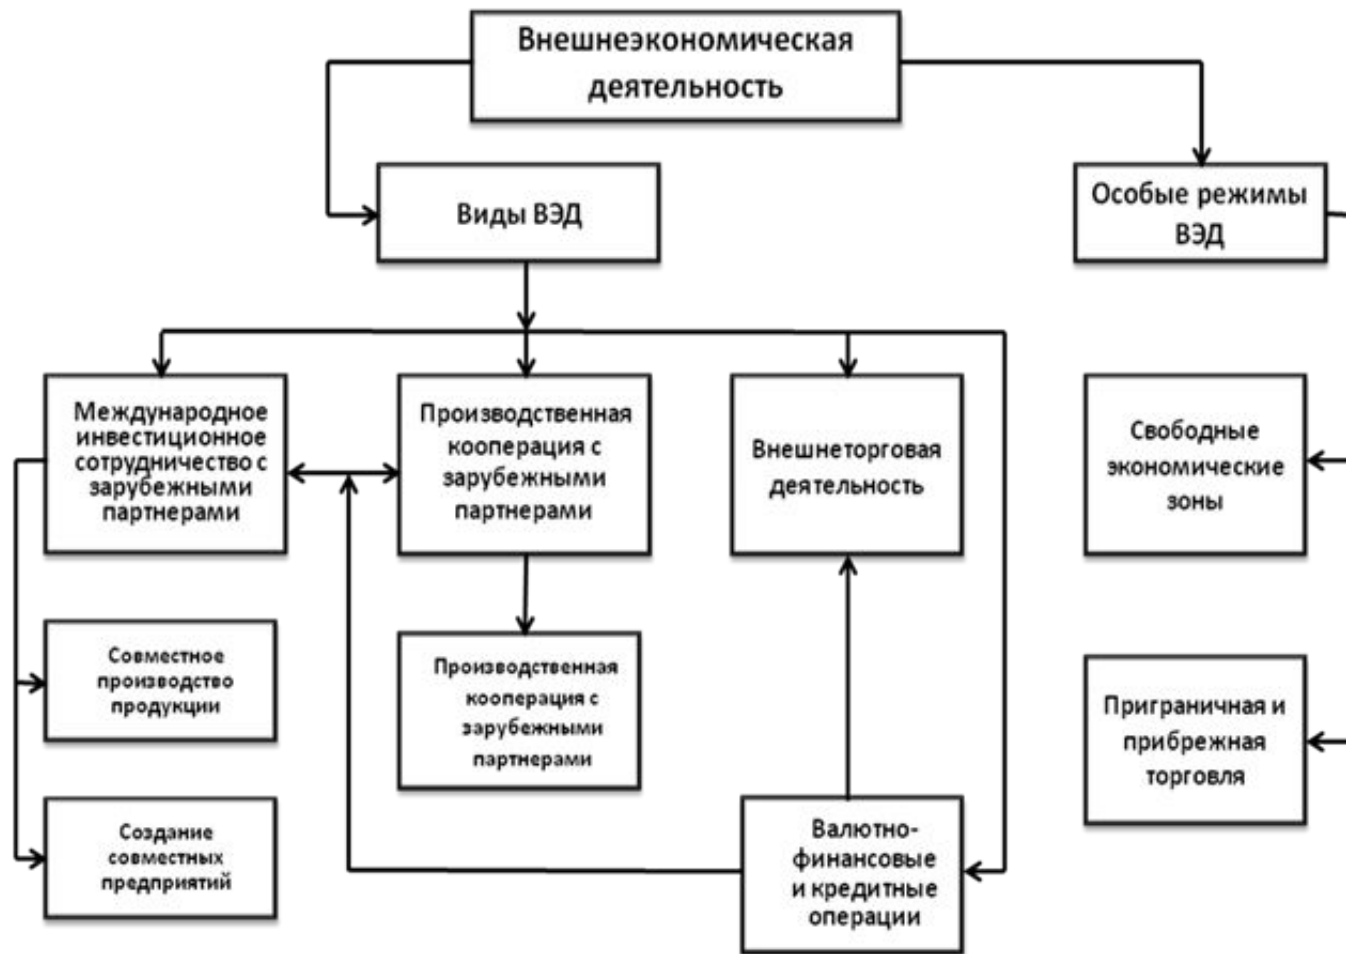 Внешнеэкономическая
деятельность
Виды ВЭД
Особые режимы
ВЭД
Международное
инвестиционное
сотрудничество с
зарубежными
партнерами
Производственная
кооперация с
зарубежными
партнерами
Внешнеторговая
деятельность
Свободные
экономические
зоны
Совместное
производство
продукции
Производственная
кооперация с
зарубежными
партнерами
Приграничная и
прибрежная
торговля
Создание
совместных
предприятий
Валютно-
финансовые
и кредитные
операции